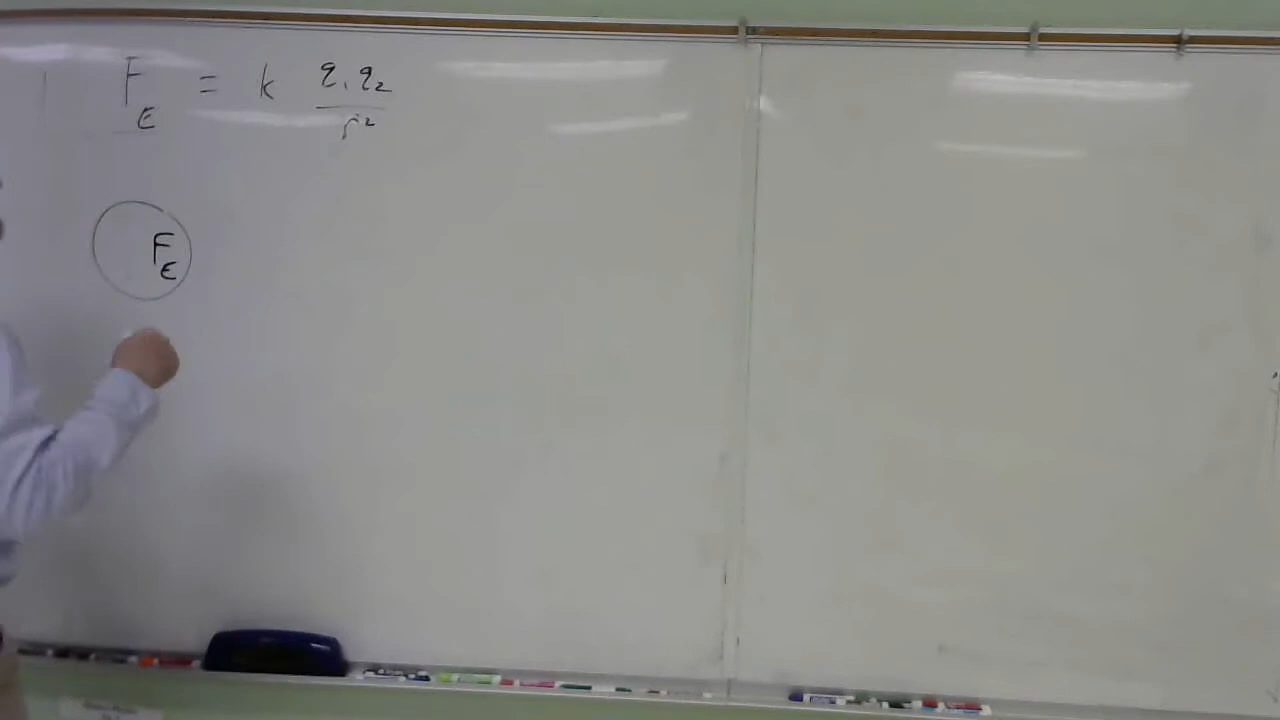 F_E = k q₁q₂/r²
F_E